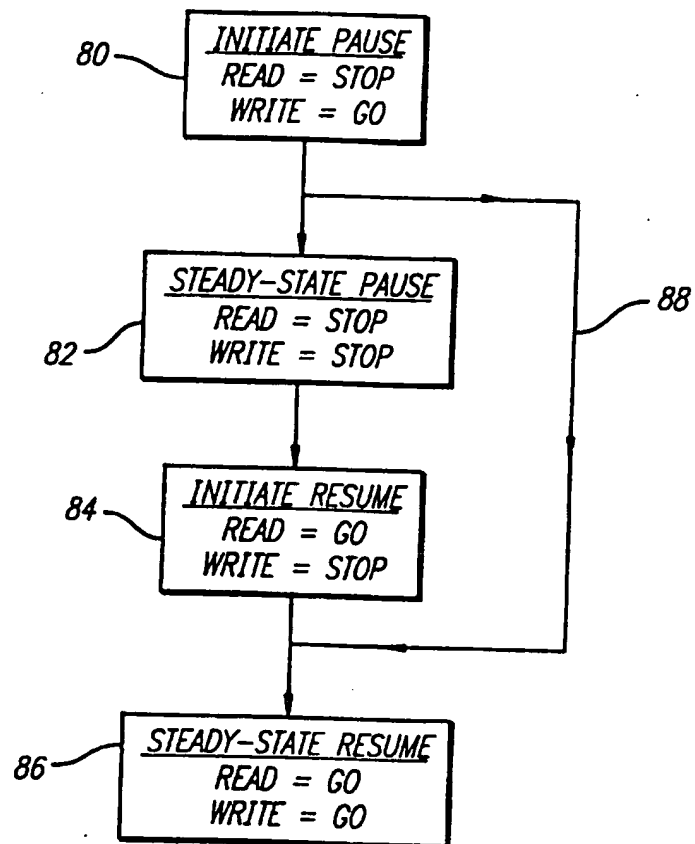 80
INITIATE PAUSE
READ = STOP
WRITE = GO
STEADY-STATE PAUSE
READ = STOP
WRITE = STOP
82
88
INITIATE RESUME
READ = GO
WRITE = STOP
84
STEADY-STATE RESUME
READ = GO
WRITE = GO
86